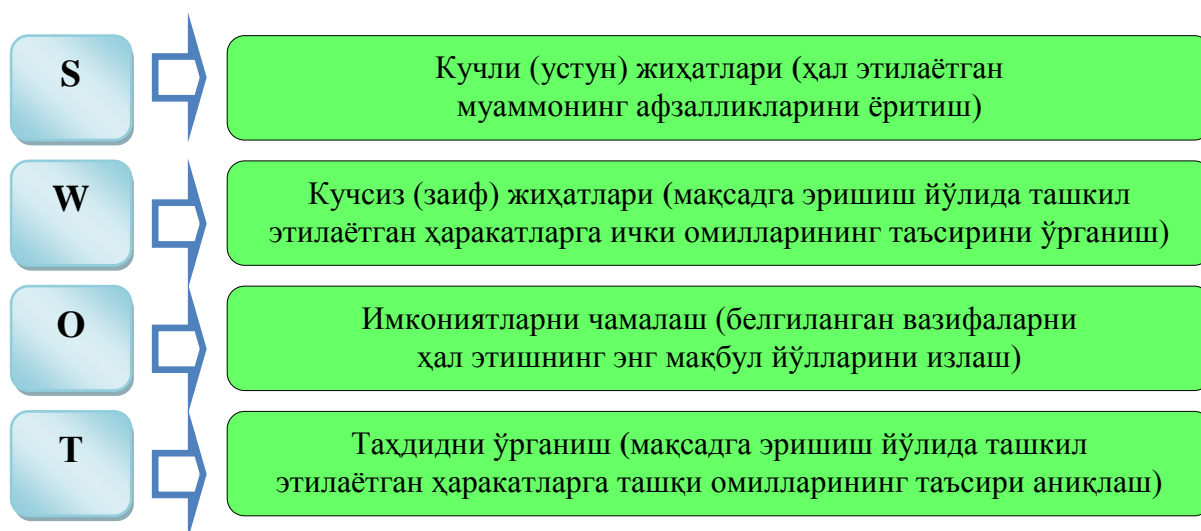 S
Кучли (устун) жиҳатлари (ҳал этилаётган
муаммонинг афзалликларини ёритиш)
W
Кучсиз (заиф) жиҳатлари (мақсадга эришиш йўлида ташкил
этилаётган ҳаракатларга ички омилларининг таъсирини ўрганиш)
O
Имкониятларни чамалаш (белгиланган вазифаларни
ҳал этишнинг энг мақбул йўлларини излаш)
T
Таҳдидни ўрганиш (мақсадга эришиш йўлида ташкил
этилаётган ҳаракатларга ташқи омилларининг таъсири аниқлаш)